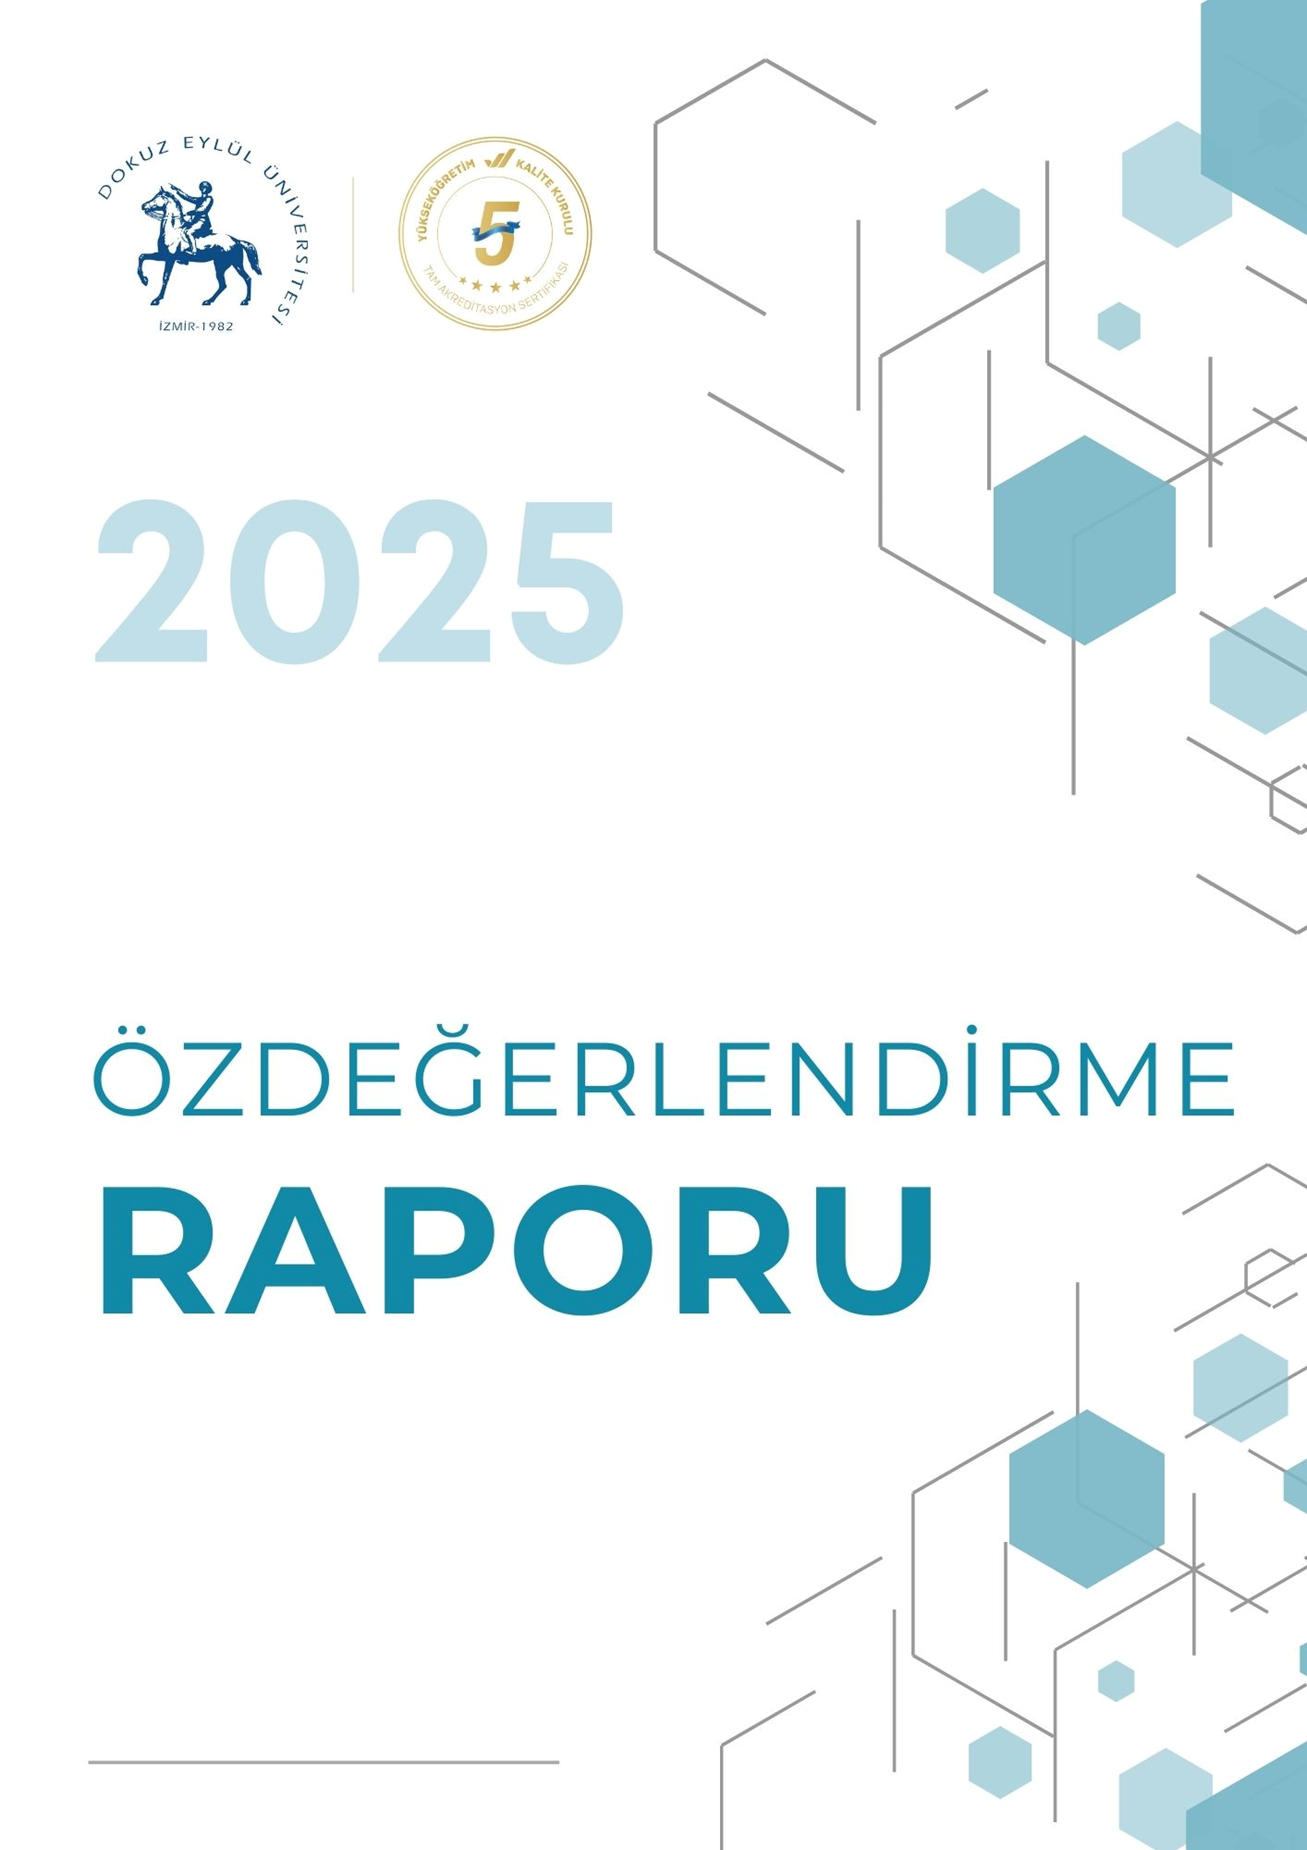 DOKUZ EYLÜL ÜNİVERSİTESİ
İZMİR-1982
YÜKSEKÖĞRETİM KALİTE KURULU
5
TAM AKREDİTASYON SERTİFİKASI
2025
ÖZDEĞERLENDİRME
RAPORU